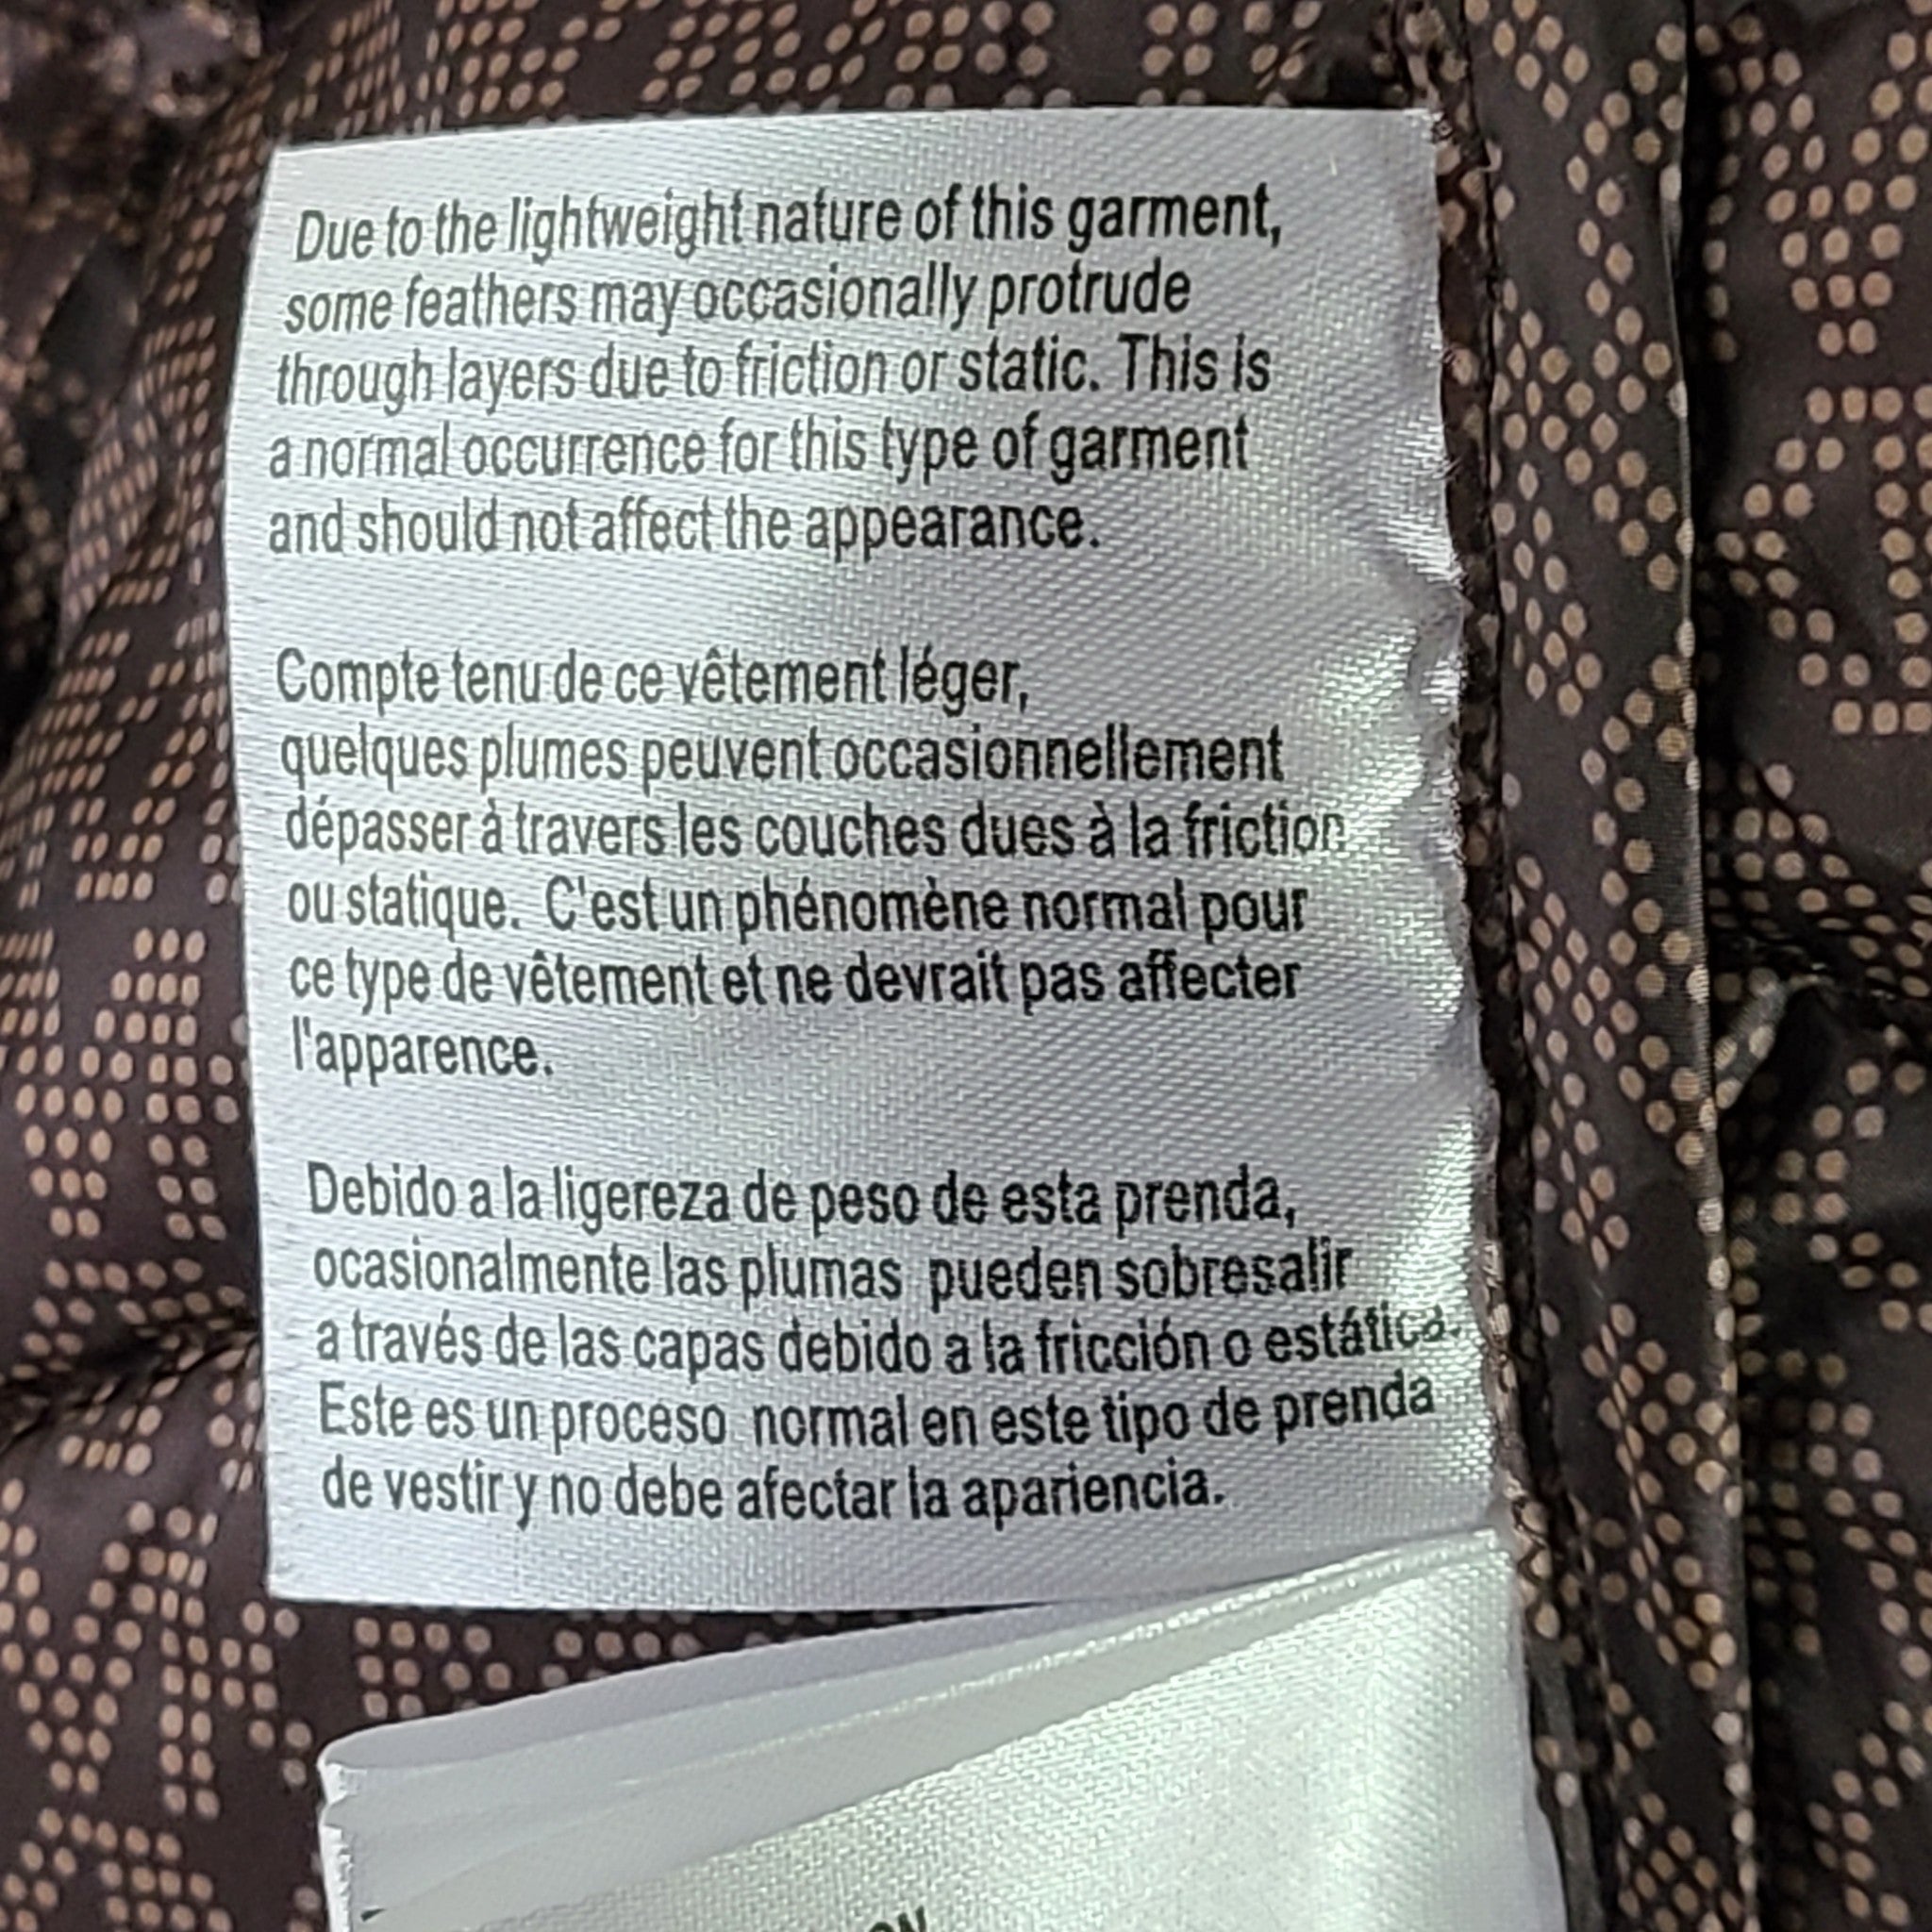 Due to the lightweight nature of this garment,
some feathers may occasionally protrude
through layers due to friction or static. This is
a normal occurrence for this type of garment
and should not affect the appearance.
Compte tenu de ce vêtement léger,
quelques plumes peuvent occasionnellement
dépasser à travers les couches dues à la friction
ou statique. C'est un phénomène normal pour
ce type de vêtement et ne devrait pas affecter
l'apparence.
Debido a la ligereza de peso de esta prenda,
ocasionalmente las plumas pueden sobresalir
a través de las capas debido a la fricción o estática.
Este es un proceso normal en este tipo de prenda
de vestir y no debe afectar la apariencia.